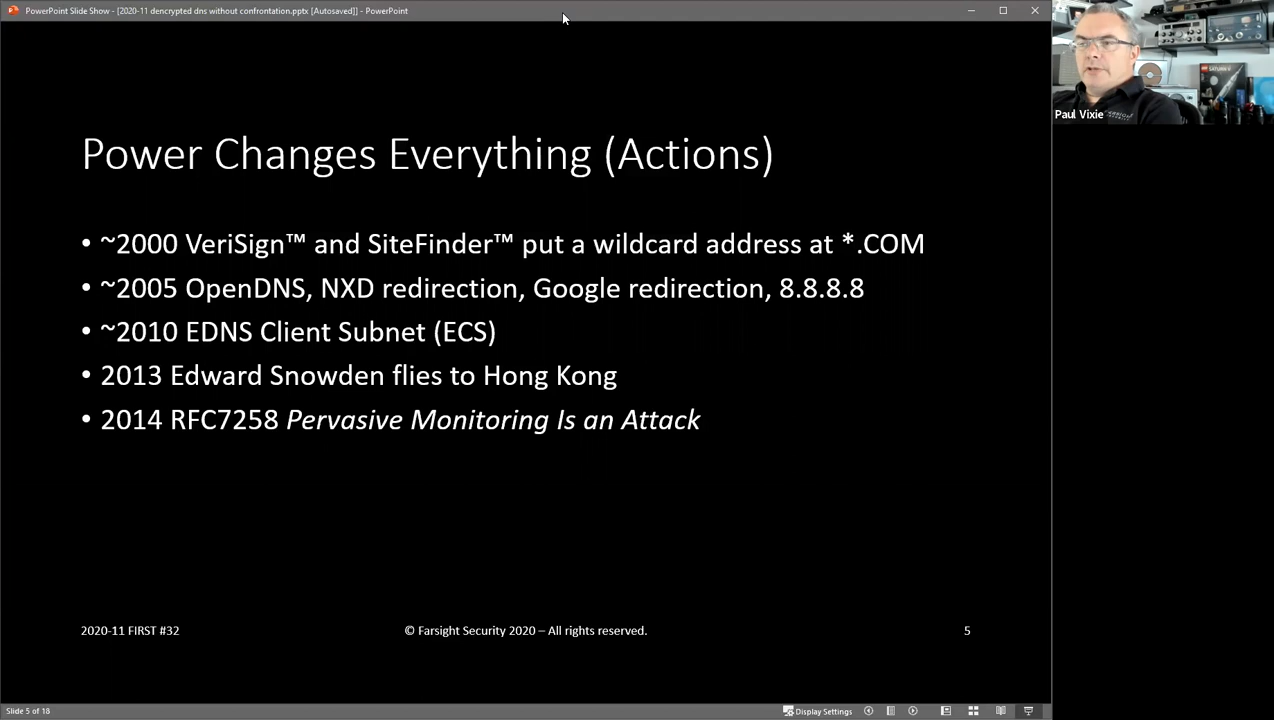 PowerPoint Slide Show - [2020-11 dencrypted dns without confrontation.pptx [Autosaved]] - PowerPoint
Power Changes Everything (Actions)
• ~2000 VeriSign™ and SiteFinder™ put a wildcard address at *.COM
• ~2005 OpenDNS, NXD redirection, Google redirection, 8.8.8.8
• ~2010 EDNS Client Subnet (ECS)
• 2013 Edward Snowden flies to Hong Kong
• 2014 RFC7258 Pervasive Monitoring Is an Attack
2020-11 FIRST #32
© Farsight Security 2020 – All rights reserved.
5
Slide 5 of 18
Display Settings
SATURN V
Paul Vixie